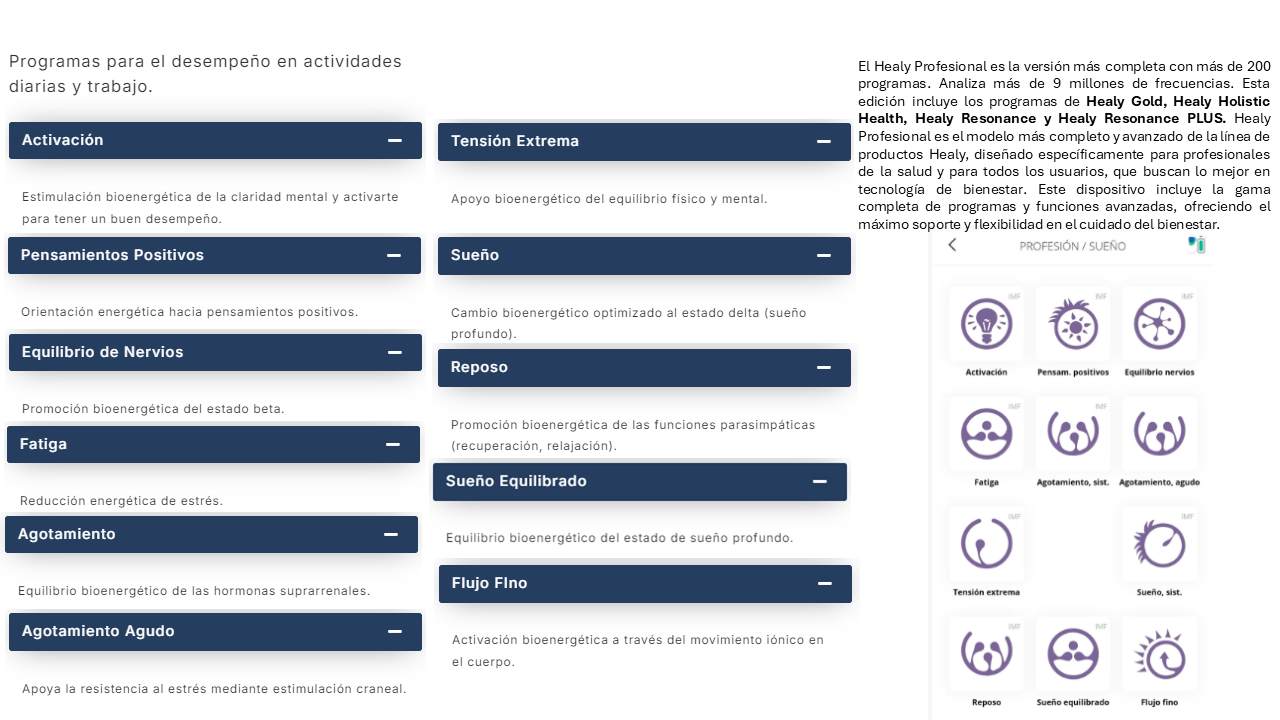 Programas para el desempeño en actividades
diarias y trabajo.
Activación
Estimulación bioenergética de la claridad mental y activarte
para tener un buen desempeño.
Pensamientos Positivos
Orientación energética hacia pensamientos positivos.
Equilibrio de Nervios
Promoción bioenergética del estado beta.
Fatiga
Reducción energética de estrés.
Agotamiento
Equilibrio bioenergético de las hormonas suprarrenales.
Agotamiento Agudo
Apoya la resistencia al estrés mediante estimulación craneal.
Tensión Extrema
Apoyo bioenergético del equilibrio físico y mental.
Sueño
Cambio bioenergético optimizado al estado delta (sueño
profundo).
Reposo
Promoción bioenergética de las funciones parasimpáticas
(recuperación, relajación).
Sueño Equilibrado
Equilibrio bioenergético del estado de sueño profundo.
Flujo FIno
Activación bioenergética a través del movimiento iónico en
el cuerpo.
El Healy Profesional es la versión más completa con más de 200
programas. Analiza más de 9 millones de frecuencias. Esta
edición incluye los programas de Healy Gold, Healy Holistic
Health, Healy Resonance y Healy Resonance PLUS. Healy
Profesional es el modelo más completo y avanzado de la línea de
productos Healy, diseñado específicamente para profesionales
de la salud y para todos los usuarios, que buscan lo mejor en
tecnología de bienestar. Este dispositivo incluye la gama
completa de programas y funciones avanzadas, ofreciendo el
máximo soporte y flexibilidad en el cuidado del bienestar.
PROFESIÓN / SUEÑO
IMF IMF IMF
Activación Pensam. positivos Equilibrio nervios
IMF IMF
Fatiga Agotamiento, sist. Agotamiento, agudo
IMF IMF
Tensión extrema Sueño, sist.
IMF IMF
Reposo Sueño equilibrado Flujo fino